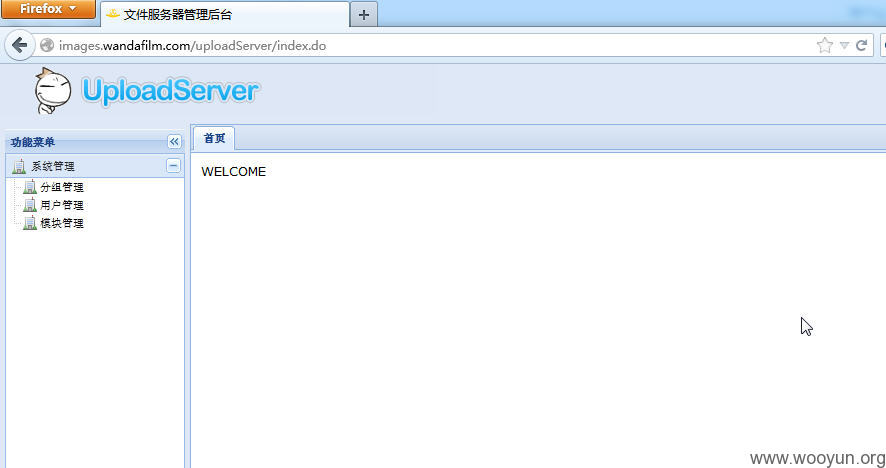 Firefox
文件服务器管理后台
images.wandafilm.com/uploadServer/index.do
UploadServer
功能菜单
首页
系统管理
WELCOME
分组管理
用户管理
模块管理
www.wooyun.org